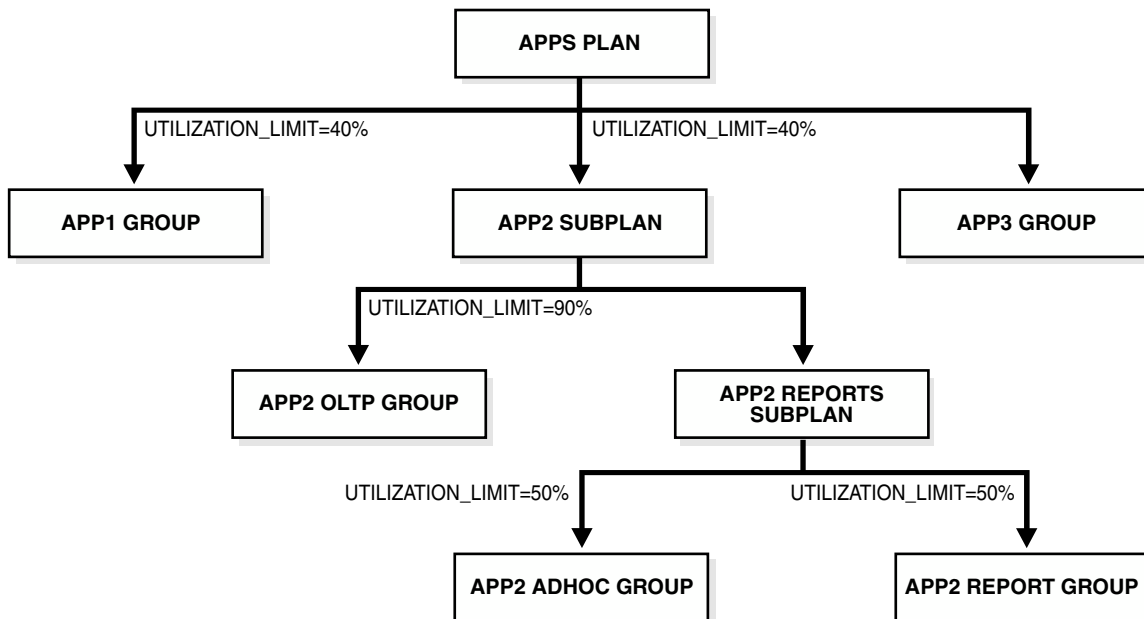 APPS PLAN
UTILIZATION_LIMIT=40%
UTILIZATION_LIMIT=40%
APP1 GROUP
APP2 SUBPLAN
APP3 GROUP
UTILIZATION_LIMIT=90%
APP2 OLTP GROUP
APP2 REPORTS
SUBPLAN
UTILIZATION_LIMIT=50%
UTILIZATION_LIMIT=50%
APP2 ADHOC GROUP
APP2 REPORT GROUP